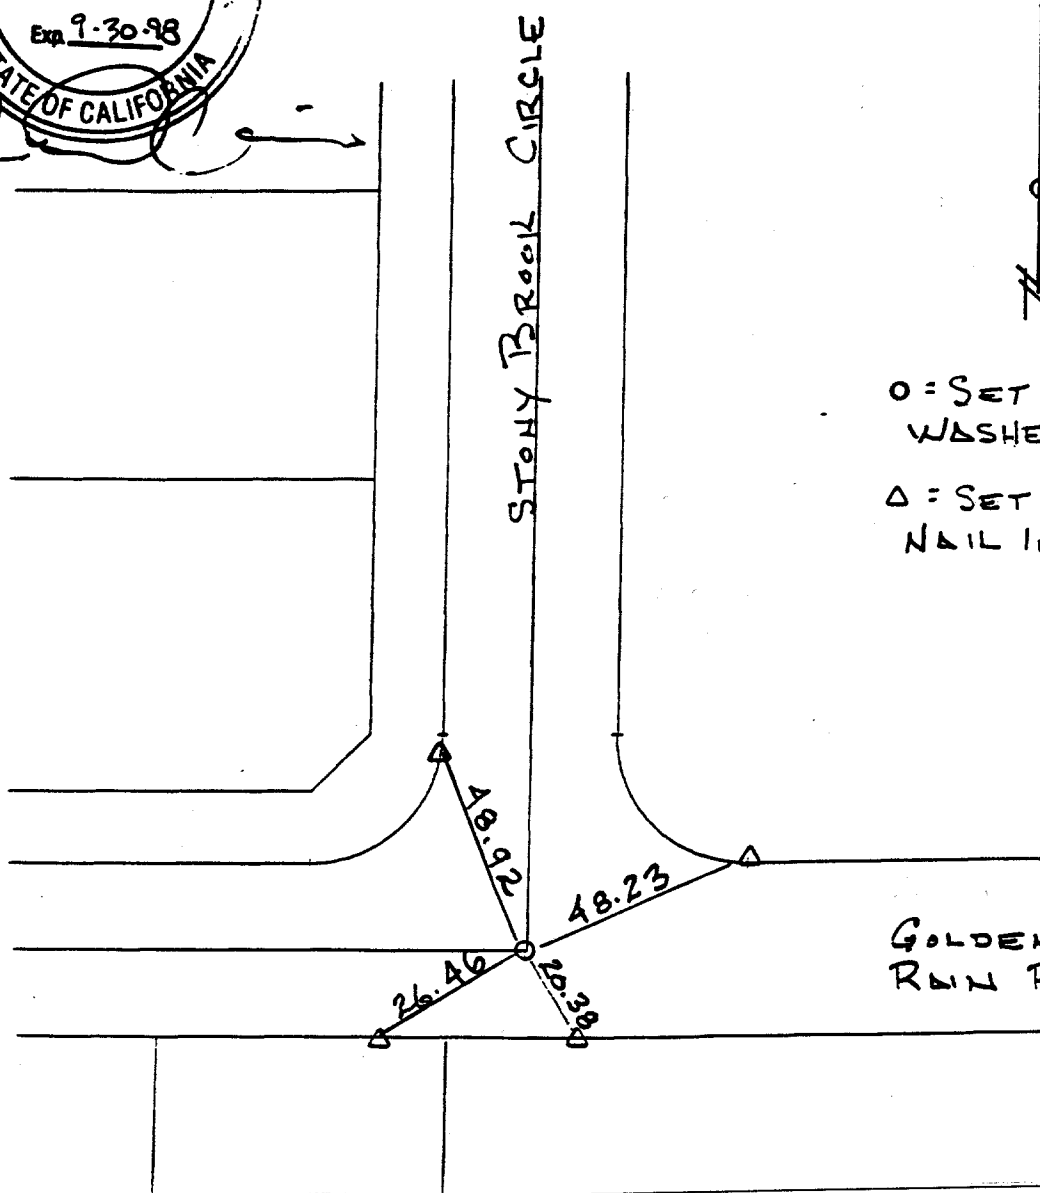 Exp. 9-30-98
STATE OF CALIFORNIA
STONY BROOK CIRCLE
O = SET
WASHE
Δ = SET
NAIL I
48.92
48.23
26.46
20.38
GOLDEN
RAIN